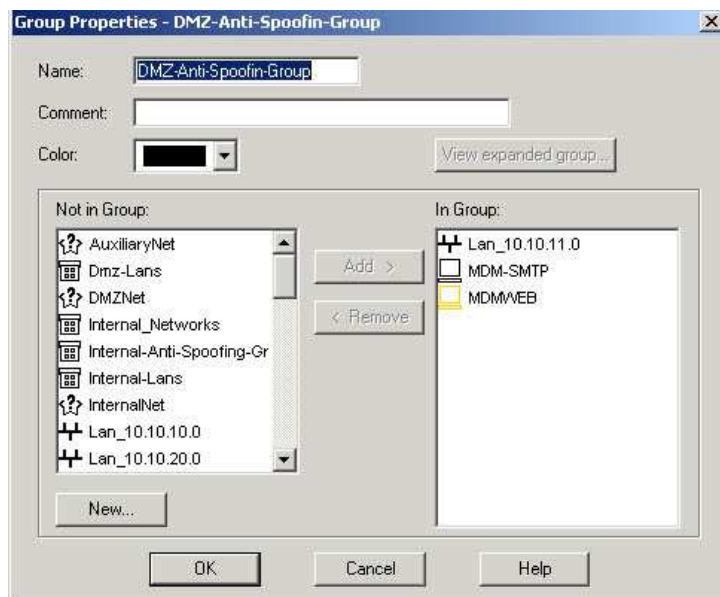 Group Properties - DMZ-Anti-Spoofin-Group
Name: DMZ-Anti-Spoofin-Group
Comment:
Color:
View expanded group...
Not in Group:
AuxiliaryNet
Dmz-Lans
DMZNet
Internal_Networks
Internal-Anti-Spoofing-Gr
Internal-Lans
InternalNet
Lan_10.10.10.0
Lan_10.10.20.0
Add >
< Remove
In Group:
Lan_10.10.11.0
MDM-SMTP
MDMWEB
New...
OK
Cancel
Help